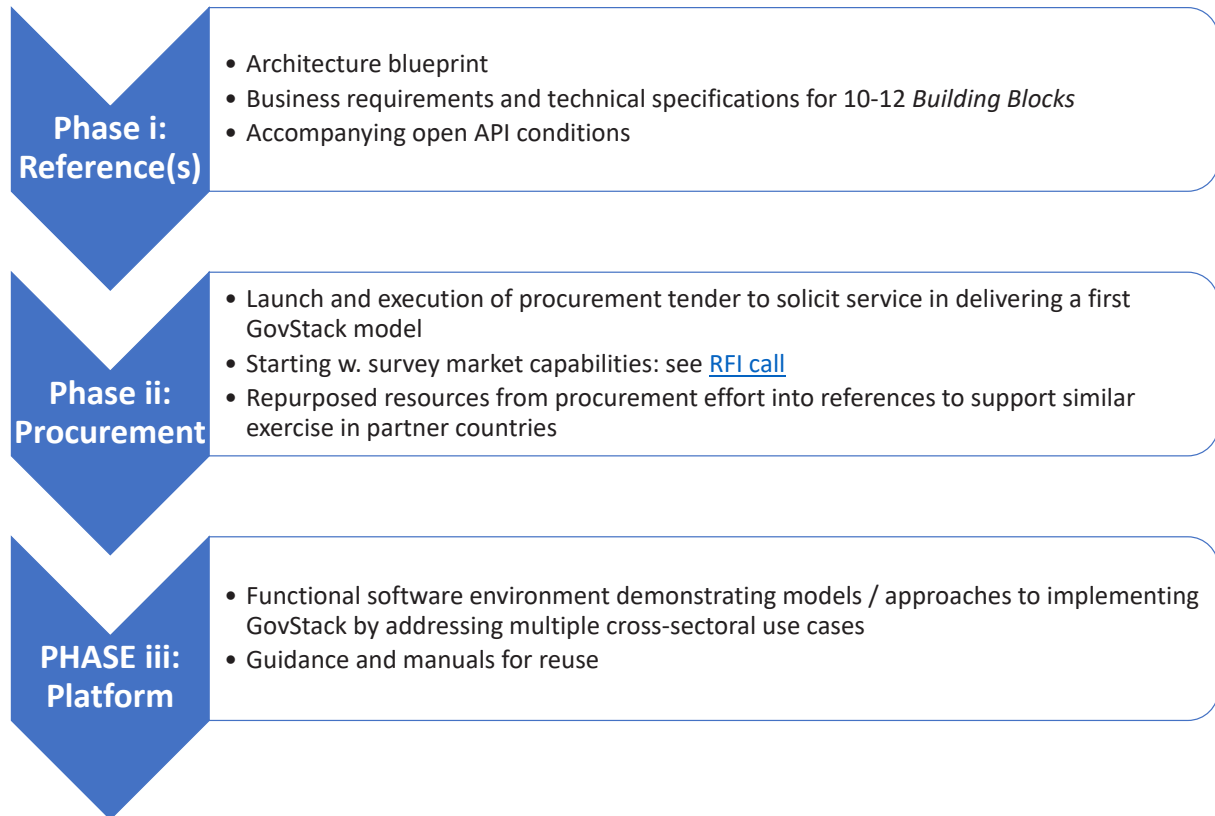 Phase i:
Reference(s)
• Architecture blueprint
• Business requirements and technical specifications for 10-12 Building Blocks
• Accompanying open API conditions
Phase ii:
Procurement
• Launch and execution of procurement tender to solicit service in delivering a first
GovStack model
• Starting w. survey market capabilities: see RFI call
• Repurposed resources from procurement effort into references to support similar
exercise in partner countries
PHASE iii:
Platform
• Functional software environment demonstrating models / approaches to implementing
GovStack by addressing multiple cross-sectoral use cases
• Guidance and manuals for reuse